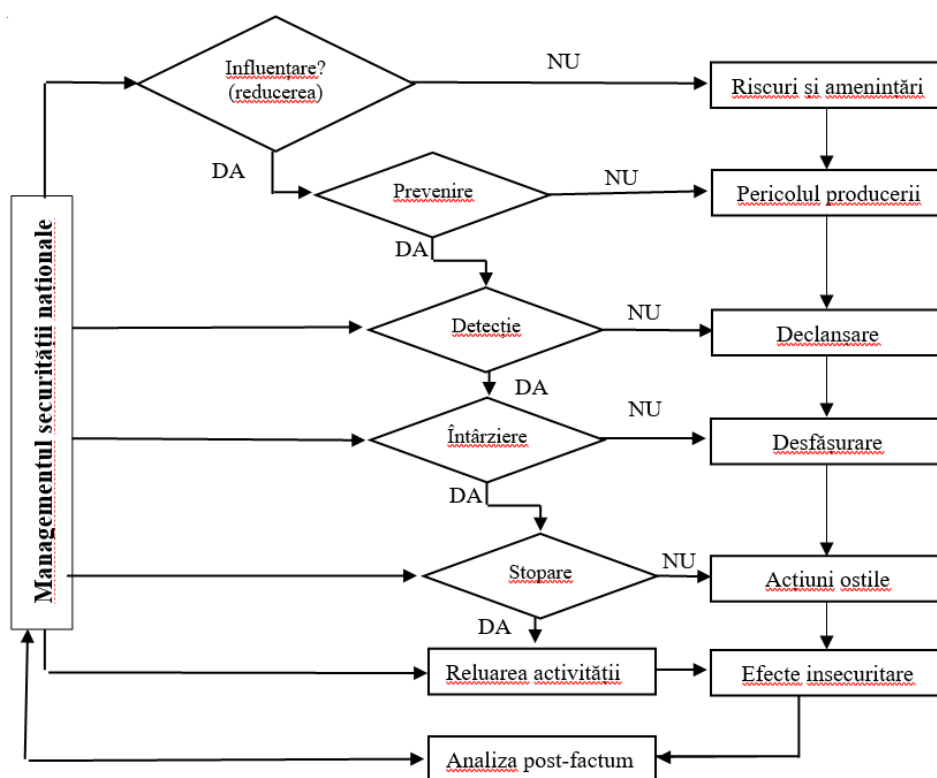 Influențare?
(reducerea)
NU
Riscuri și amenințări
DA
Prevenire
NU
Pericolul producerii
DA
Managementul securității naționale
Detecție
NU
Declanșare
DA
Întârziere
NU
Desfășurare
DA
Stopare
NU
Acțiuni ostile
DA
Reluarea activității
Efecte insecuritare
Analiza post-factum